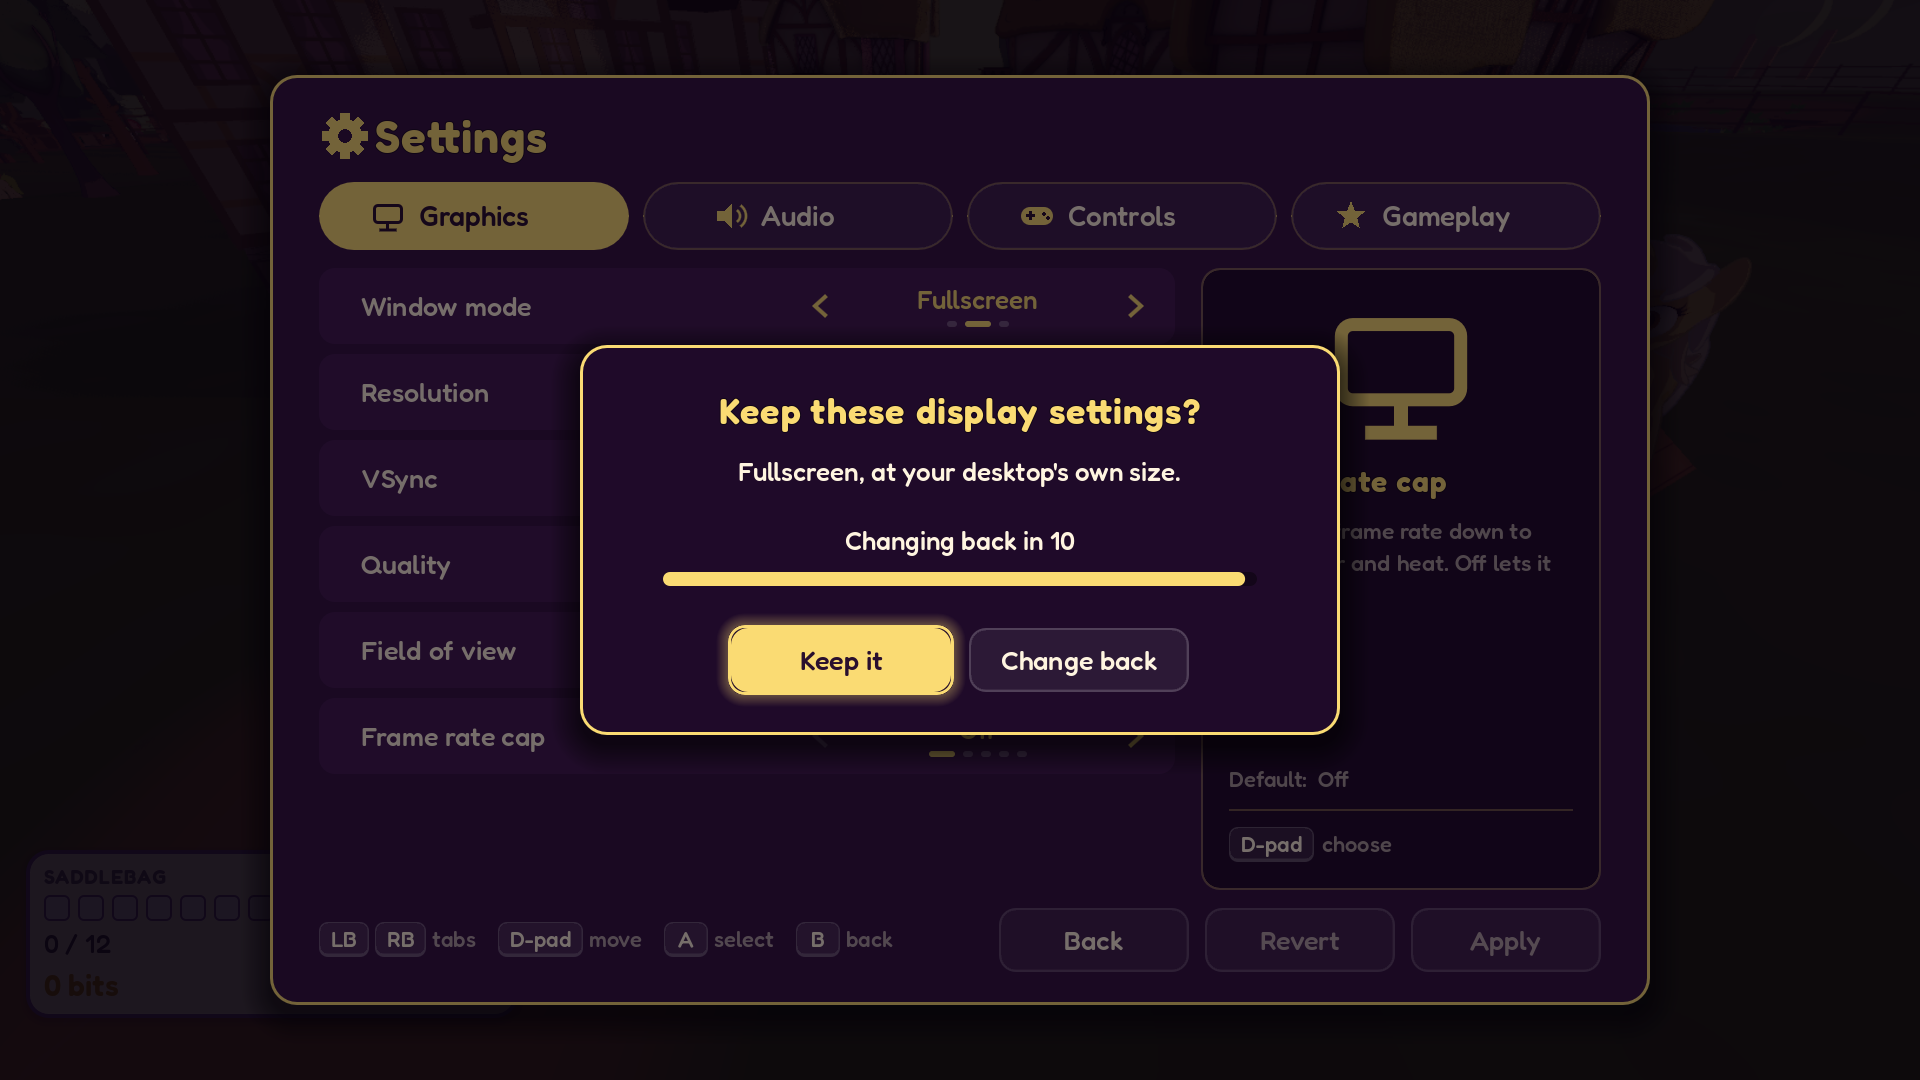 Settings
Graphics
Audio
Controls
Gameplay
Window mode
Fullscreen
Resolution
VSync
Quality
Field of view
Frame rate cap
Keep these display settings?
Fullscreen, at your desktop's own size.
Changing back in 10
Keep it
Change back
cap
rame rate down to
and heat. Off lets it
Default: Off
D-pad choose
SADDLEBAG
0 / 12
0 bits
LB RB tabs D-pad move A select B back
Back
Revert
Apply